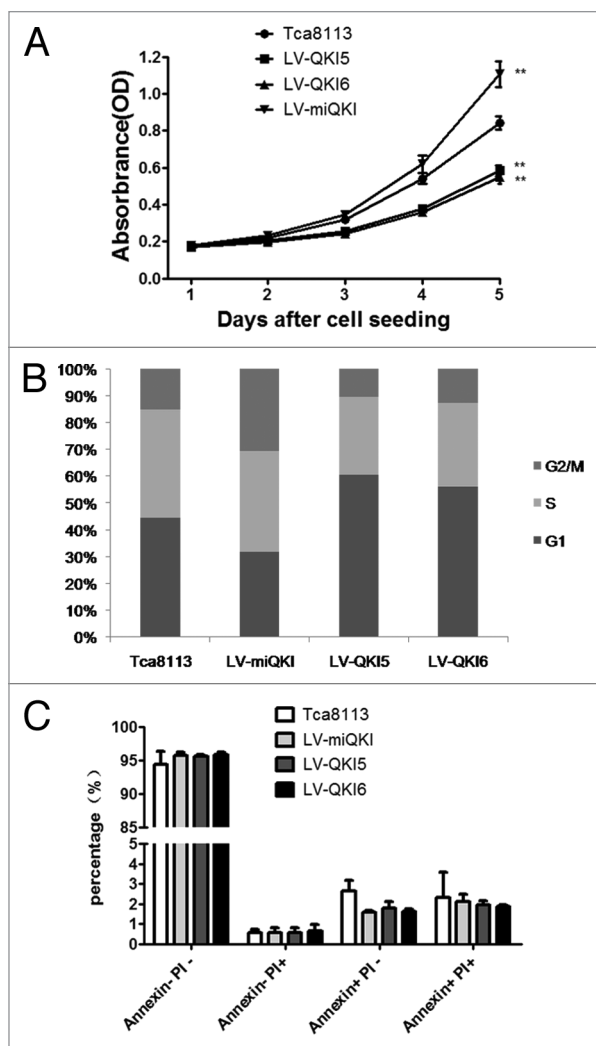 A
Tca8113
LV-QKI5
LV-QKI6
LV-miQKI
Absorbrance(OD)
1.2
1.0
0.8
0.6
0.4
0.2
0.0
**
**
**
1 2 3 4 5
Days after cell seeding
B
100%
90%
80%
70%
60%
50%
40%
30%
20%
10%
0%
G2/M
S
G1
Tca8113 LV-miQKI LV-QKI5 LV-QKI6
C
Tca8113
LV-miQKI
LV-QKI5
LV-QKI6
percentage（%）
100
95
90
85
5
4
3
2
1
0
Annexin- PI -
Annexin- PI+
Annexin+ PI -
Annexin+ PI+